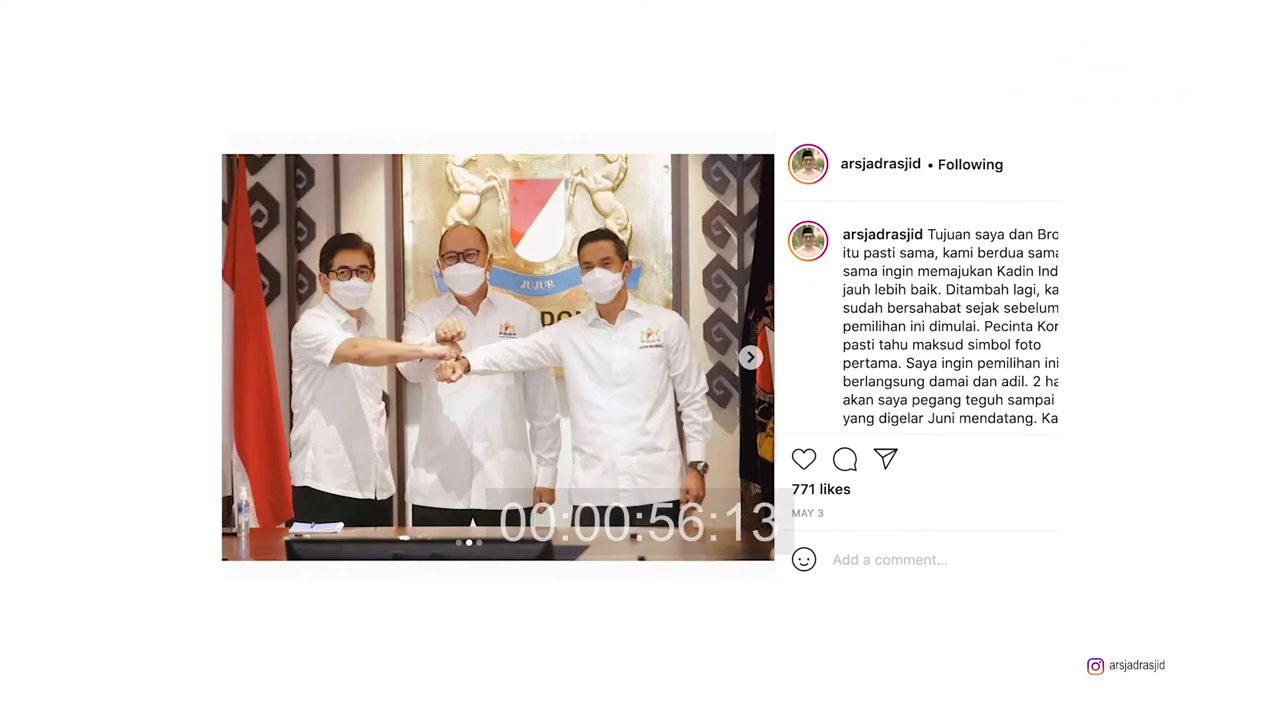 arsjadrasjid • Following
arsjadrasjid Tujuan saya dan Bro
itu pasti sama, kami berdua sama
sama ingin memajukan Kadin Ind
jauh lebih baik. Ditambah lagi, ka
sudah bersahabat sejak sebelum
pemilihan ini dimulai. Pecinta Kor
pasti tahu maksud simbol foto
pertama. Saya ingin pemilihan ini
berlangsung damai dan adil. 2 ha
akan saya pegang teguh sampai
yang digelar Juni mendatang. Ka
JUJUR
771 likes
MAY 3
00:00:56:13
Add a comment...
arsjadrasjid